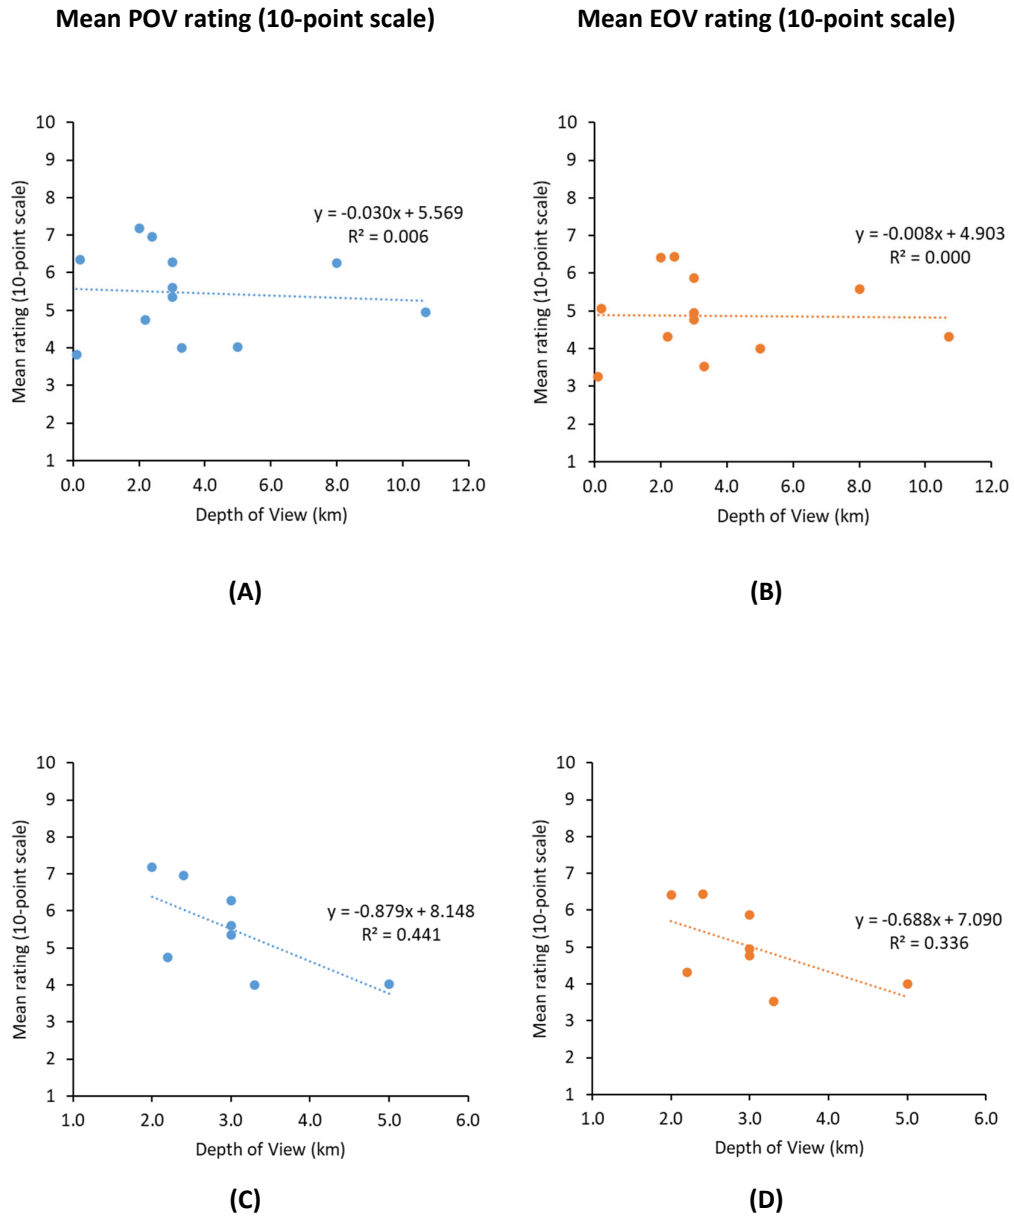 Mean POV rating (10-point scale)
Mean EOV rating (10-point scale)
10
9
8
7
6
5
4
3
2
1
Mean rating (10-point scale)
y = -0.030x + 5.569
R² = 0.006
0.0 2.0 4.0 6.0 8.0 10.0 12.0
Depth of View (km)
(A)
10
9
8
7
6
5
4
3
2
1
Mean rating (10-point scale)
y = -0.008x + 4.903
R² = 0.000
0.0 2.0 4.0 6.0 8.0 10.0 12.0
Depth of View (km)
(B)
10
9
8
7
6
5
4
3
2
1
Mean rating (10-point scale)
y = -0.879x + 8.148
R² = 0.441
1.0 2.0 3.0 4.0 5.0 6.0
Depth of View (km)
(C)
10
9
8
7
6
5
4
3
2
1
Mean rating (10-point scale)
y = -0.688x + 7.090
R² = 0.336
1.0 2.0 3.0 4.0 5.0 6.0
Depth of View (km)
(D)